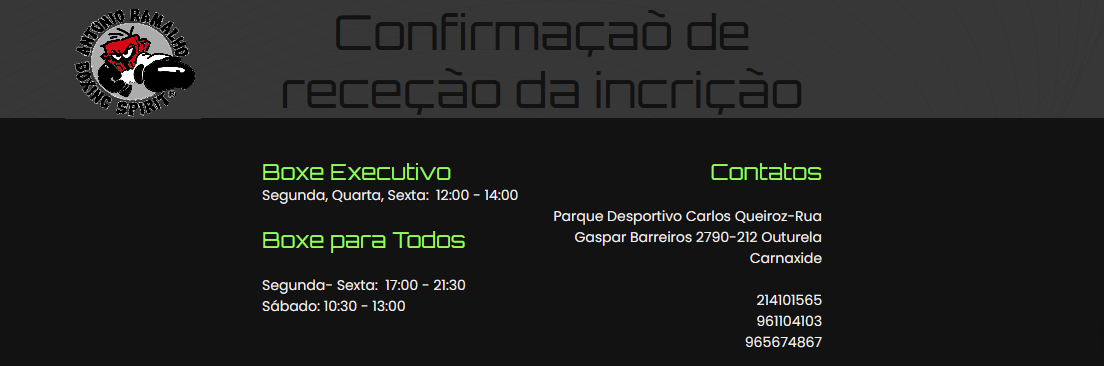 ANTÓNIO RAMALHO
BOXING SPIRIT
Confirmaçaõ de
receção da incrição
Boxe Executivo
Segunda, Quarta, Sexta: 12:00 - 14:00
Boxe para Todos
Segunda- Sexta: 17:00 - 21:30
Sábado: 10:30 - 13:00
Contatos
Parque Desportivo Carlos Queiroz-Rua
Gaspar Barreiros 2790-212 Outurela
Carnaxide
214101565
961104103
965674867